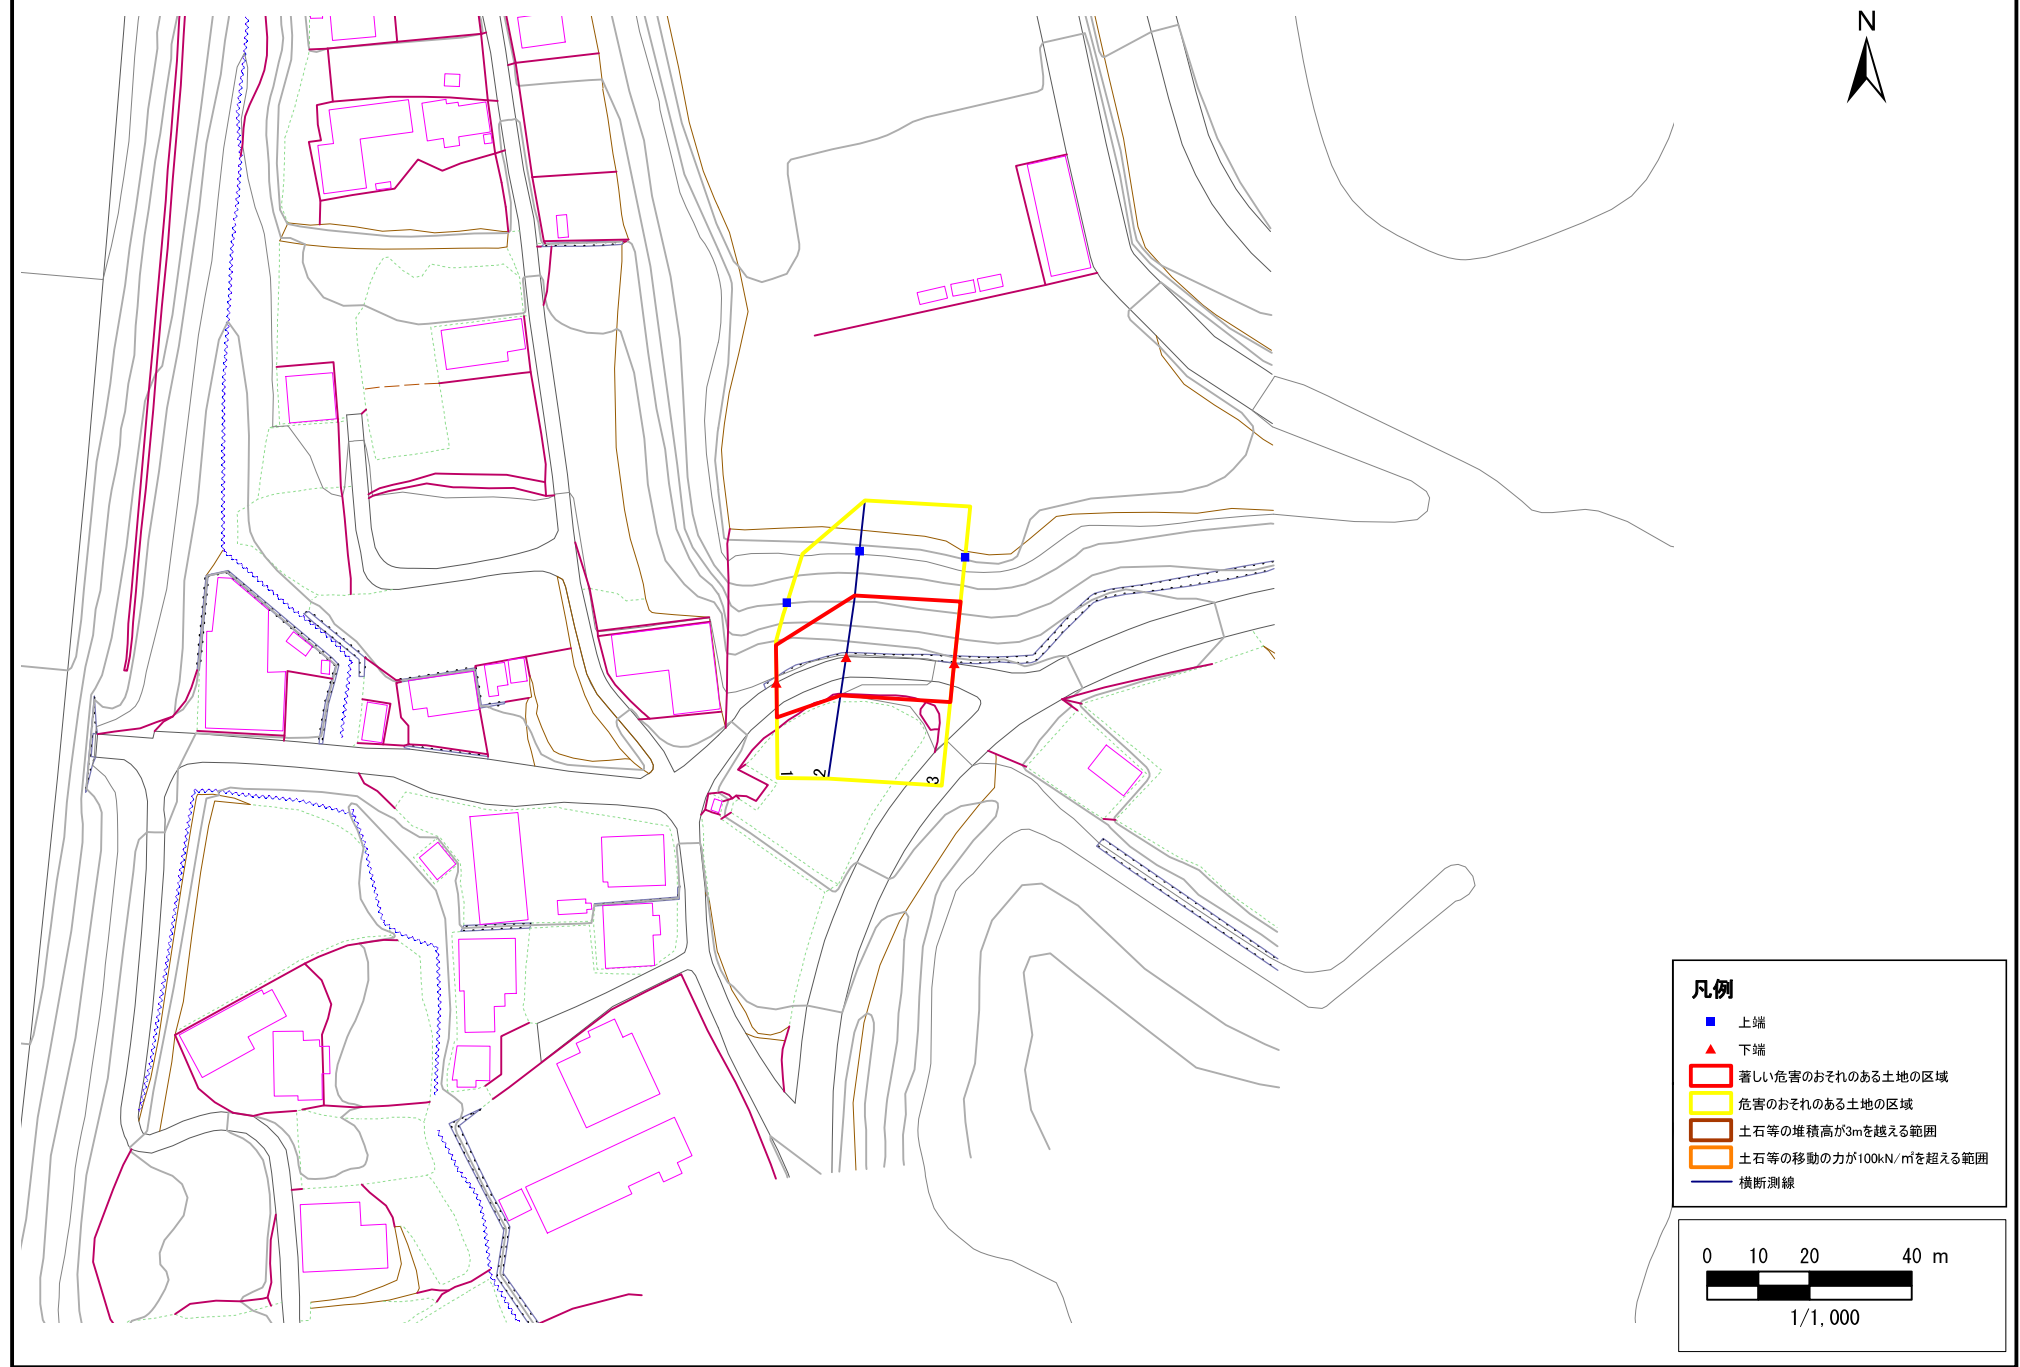 N
1
2
3
凡例
上端
下端
著しい危害のおそれのある土地の区域
危害のおそれのある土地の区域
土石等の堆積高が3mを越える範囲
土石等の移動の力が100kN/㎡を超える範囲
横断測線
0 10 20 40 m
1/1,000